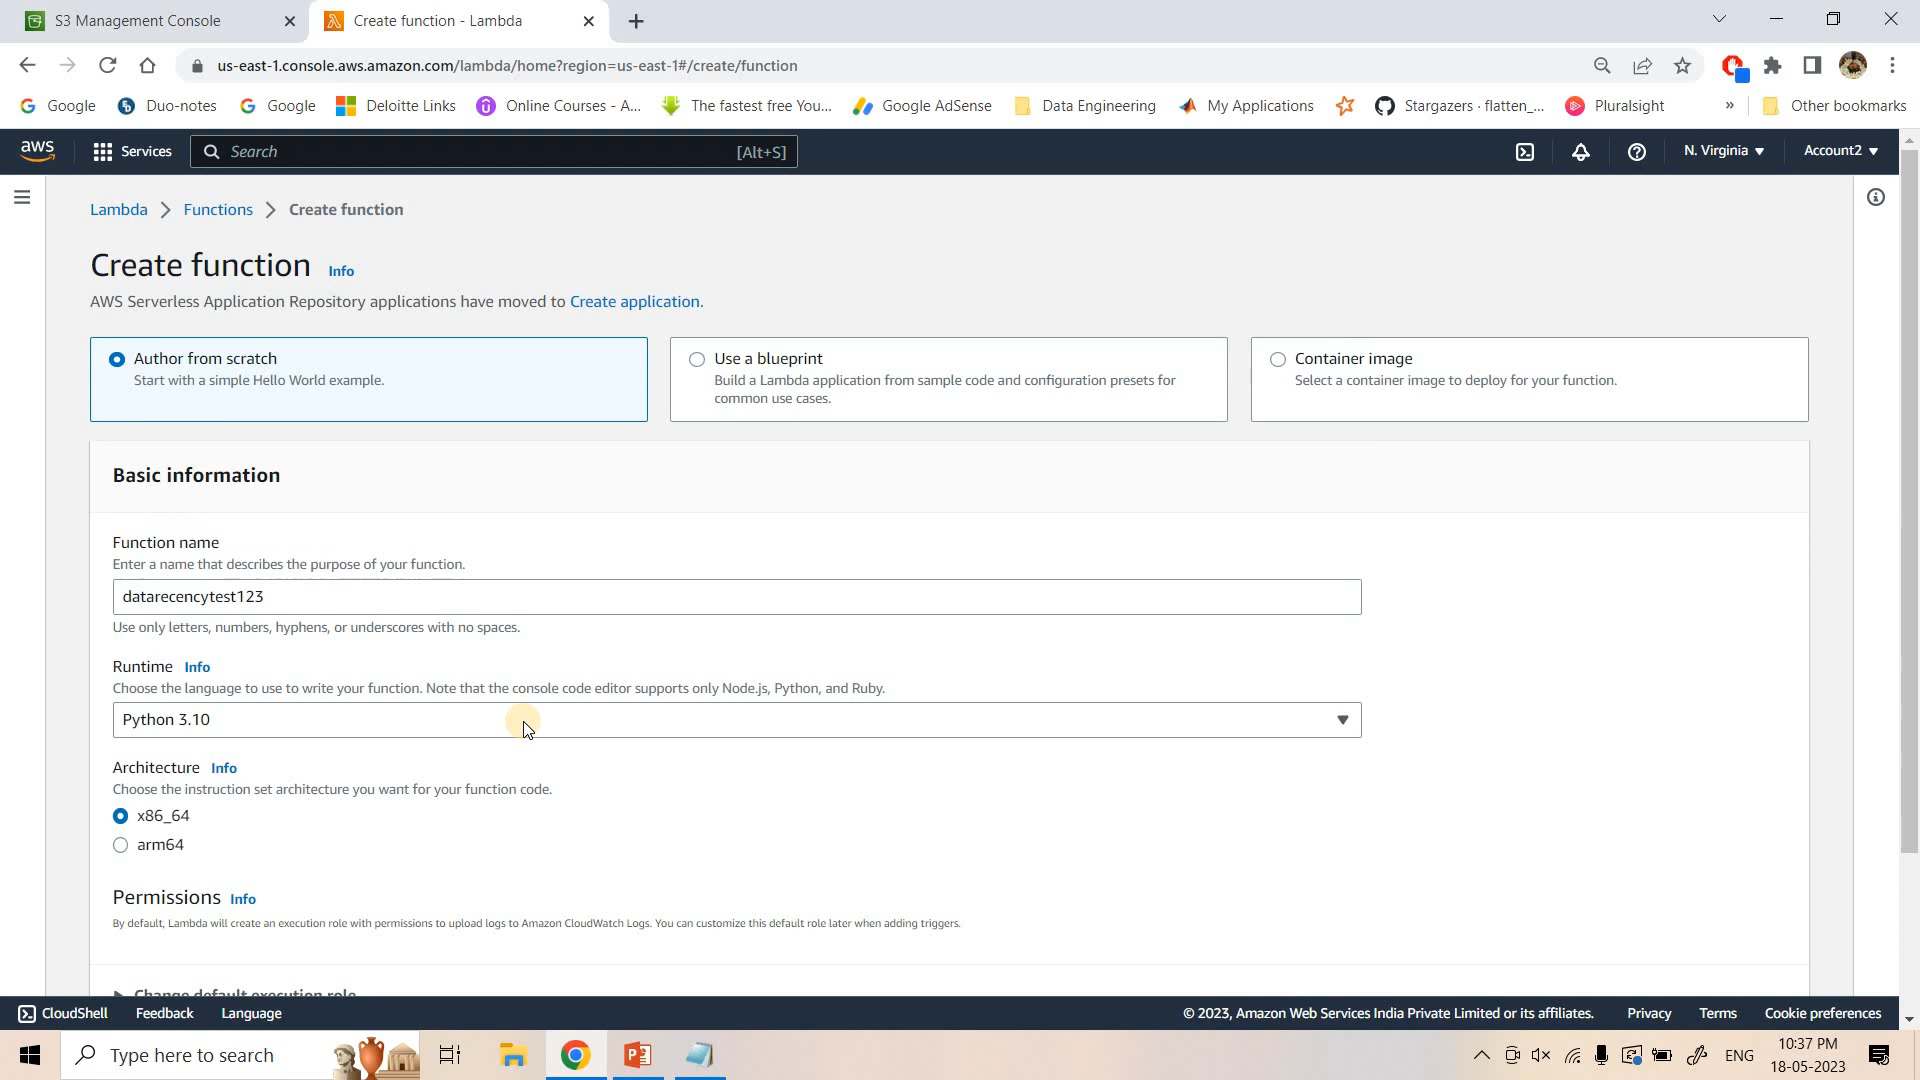 S3 Management Console
Create function - Lambda
us-east-1.console.aws.amazon.com/lambda/home?region=us-east-1#/create/function
Google
Duo-notes
Google
Deloitte Links
Online Courses - A...
The fastest free You...
Google AdSense
Data Engineering
My Applications
Stargazers · flatten_...
Pluralsight
»
Other bookmarks
aws
Services
Search
[Alt+S]
N. Virginia
Account2
Lambda
Functions
Create function
Create function Info
AWS Serverless Application Repository applications have moved to Create application.
Author from scratch
Start with a simple Hello World example.
Use a blueprint
Build a Lambda application from sample code and configuration presets for
common use cases.
Container image
Select a container image to deploy for your function.
Basic information
Function name
Enter a name that describes the purpose of your function.
datarecencytest123
Use only letters, numbers, hyphens, or underscores with no spaces.
Runtime Info
Choose the language to use to write your function. Note that the console code editor supports only Node.js, Python, and Ruby.
Python 3.10
Architecture Info
Choose the instruction set architecture you want for your function code.
x86_64
arm64
Permissions Info
By default, Lambda will create an execution role with permissions to upload logs to Amazon CloudWatch Logs. You can customize this default role later when adding triggers.
Change default execution role
CloudShell
Feedback
Language
© 2023, Amazon Web Services India Private Limited or its affiliates.
Privacy
Terms
Cookie preferences
Type here to search
ENG
10:37 PM
18-05-2023